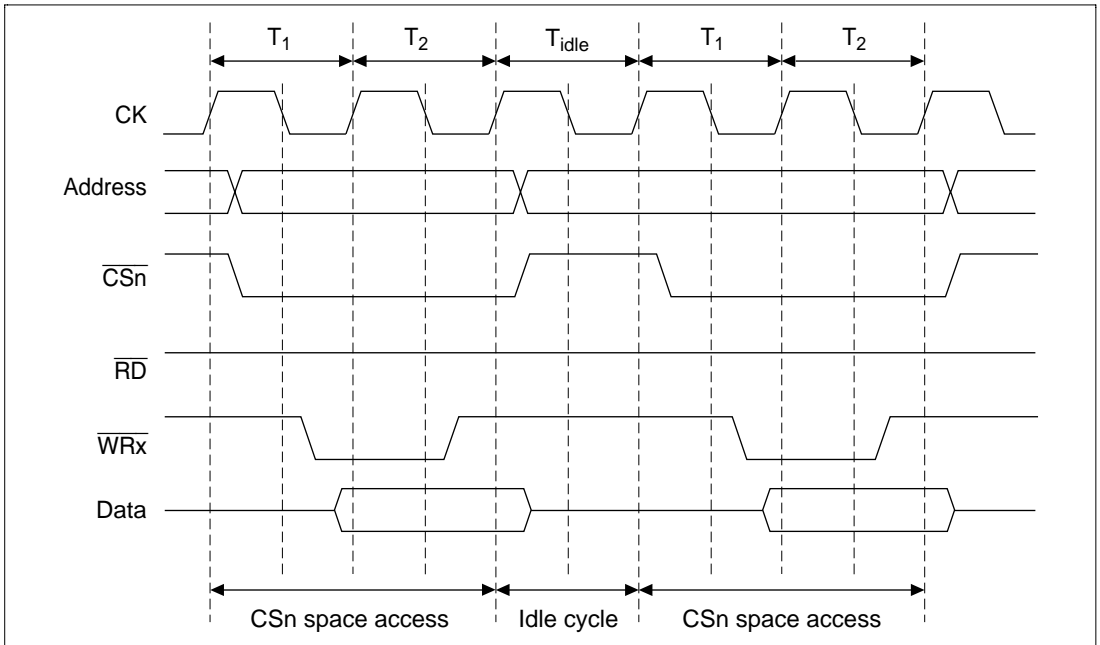 T1 T2 Tidle T1 T2
CK
Address
CSn
RD
WRx
Data
CSn space access Idle cycle CSn space access